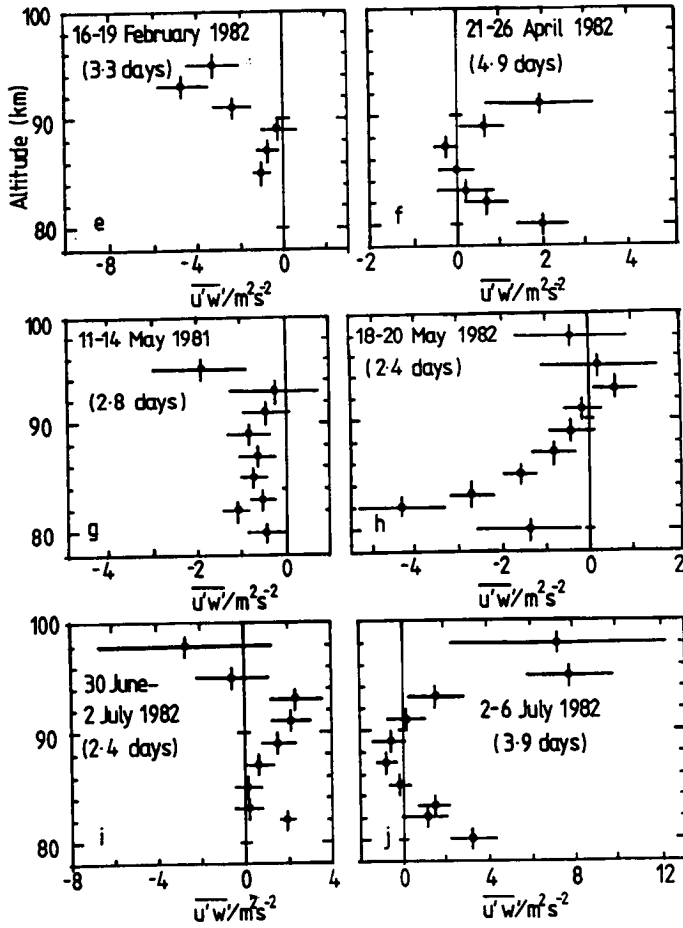 100
90
80
Altitude (km)
16-19 February 1982
(3·3 days)
e
-8
-4
0
u'w'/m²s⁻²
21-26 April 1982
(4·9 days)
f
-2
0
2
4
u'w'/m²s⁻²
100
90
80
11-14 May 1981
(2·8 days)
g
-4
-2
0
u'w'/m²s⁻²
18-20 May 1982
(2·4 days)
h
-4
-2
0
u'w'/m²s⁻²
100
90
80
30 June-
2 July 1982
(2·4 days)
i
-8
-4
0
4
u'w'/m²s⁻²
2-6 July 1982
(3·9 days)
j
0
4
8
12
u'w'/m²s⁻²